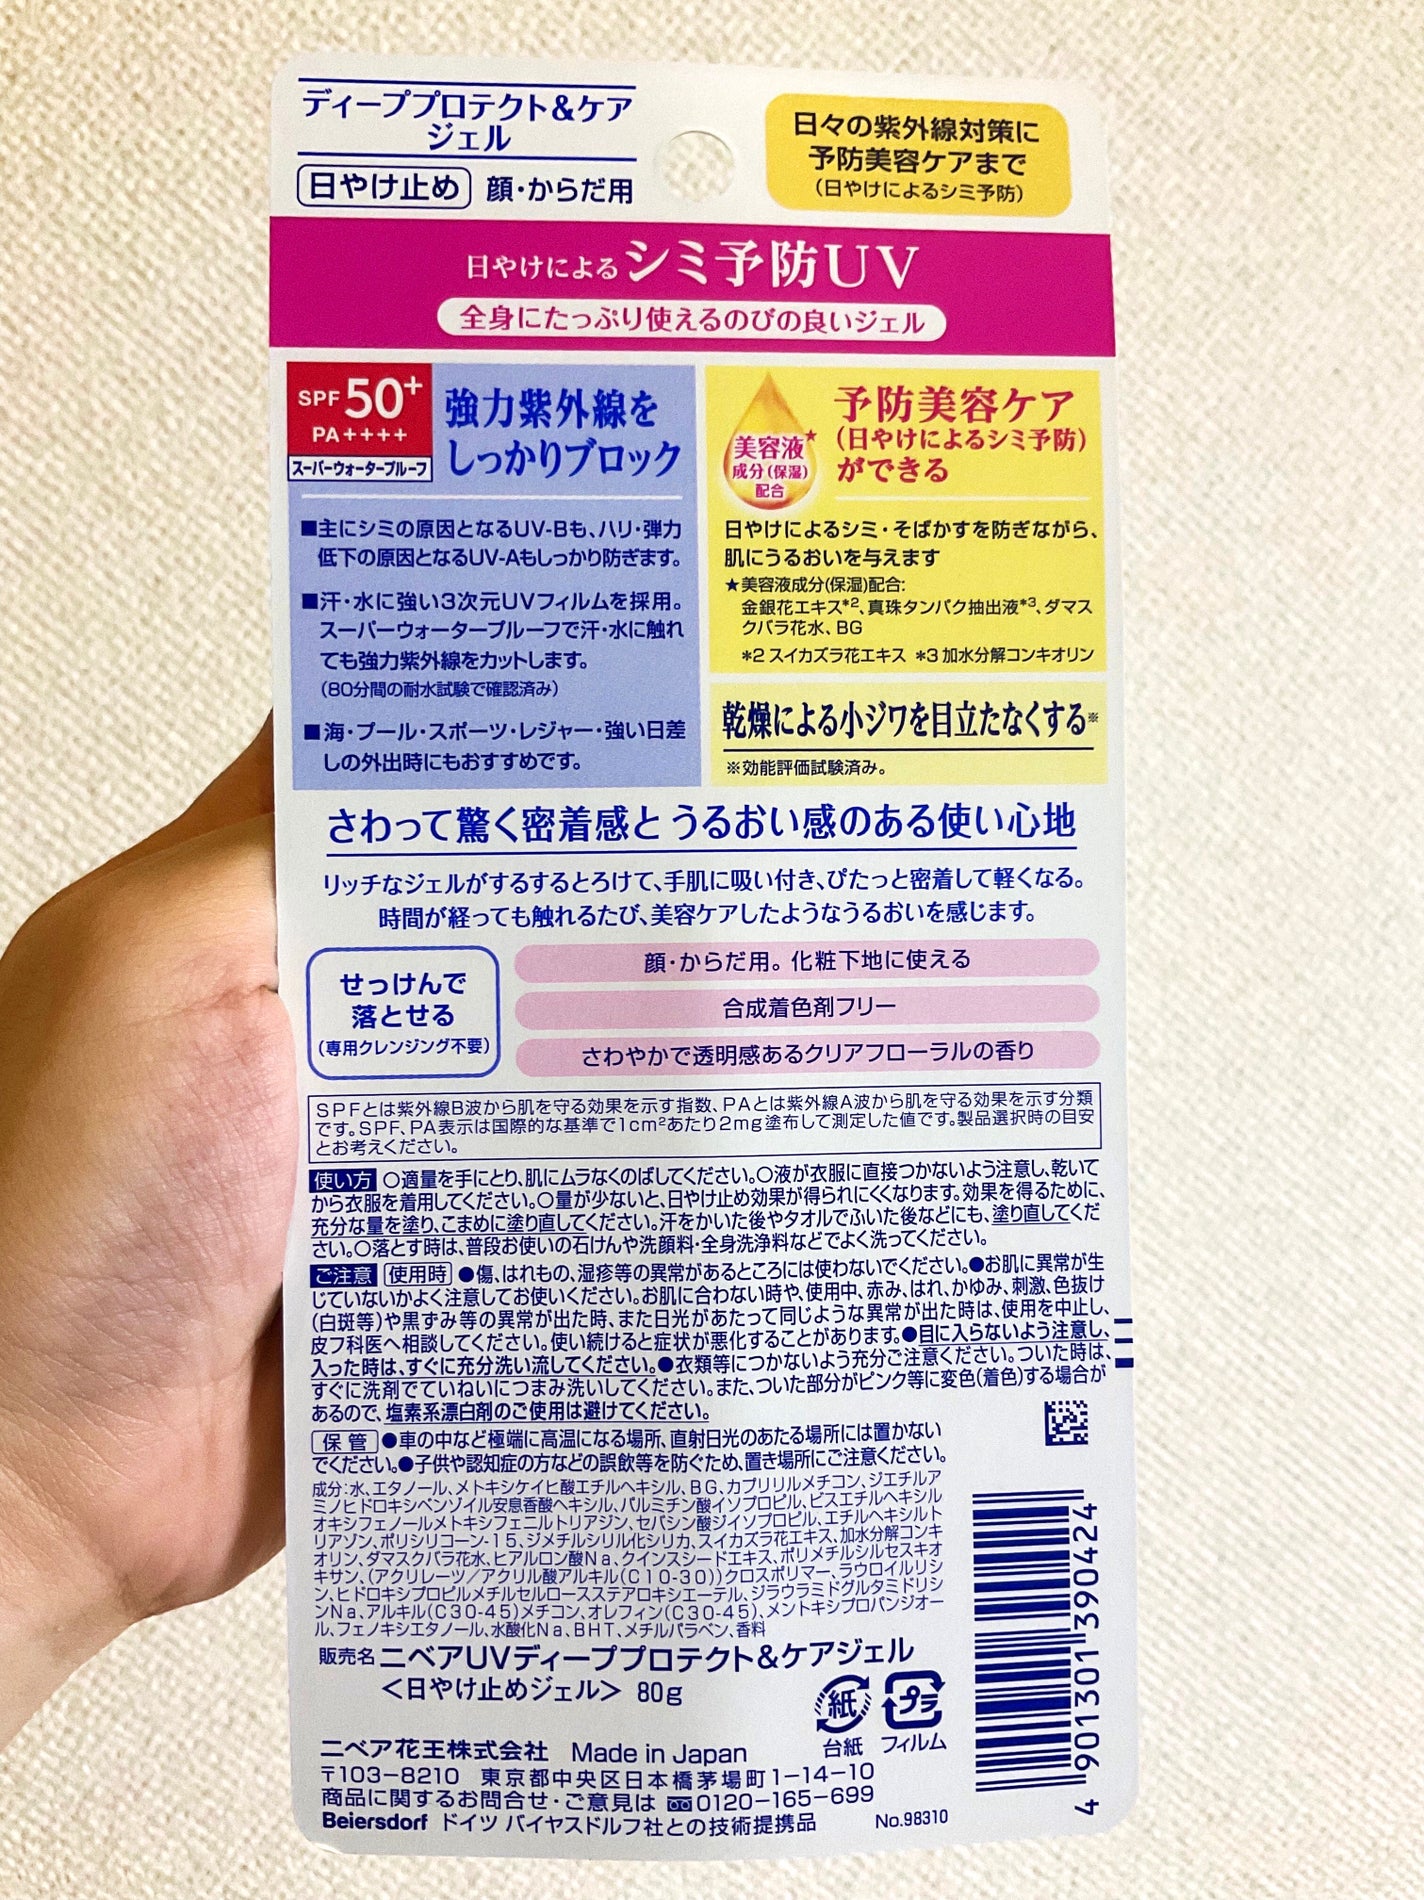 ディーププロテクト&ケア
ジェル
日やけ止め 顔・からだ用
日々の紫外線対策に
予防美容ケアまで
(日やけによるシミ予防)
日やけによるシミ予防UV
全身にたっぷり使えるのびの良いジェル
SPF50+
PA++++
スーパーウォータープルーフ
強力紫外線を
しっかりブロック
■主にシミの原因となるUV-Bも、ハリ・弾力
低下の原因となるUV-Aもしっかり防ぎます。
■汗・水に強い3次元UVフィルムを採用。
スーパーウォータープルーフで汗・水に触れ
ても強力紫外線をカットします。
(80分間の耐水試験で確認済み)
■海・プール・スポーツ・レジャー・強い日差
しの外出時にもおすすめです。
美容液★
成分(保湿)
配合
予防美容ケア
(日やけによるシミ予防)
ができる
日やけによるシミ・そばかすを防ぎながら、
肌にうるおいを与えます
★美容液成分(保湿)配合:
金銀花エキス*2、真珠タンパク抽出液*3、ダマス
クバラ花水、BG
*2 スイカズラ花エキス *3 加水分解コンキオリン
乾燥による小ジワを目立たなくする※
※効能評価試験済み。
さわって驚く密着感と うるおい感のある使い心地
リッチなジェルがするするとろけて、手肌に吸い付き、ぴたっと密着して軽くなる。
時間が経っても触れるたび、美容ケアしたようなうるおいを感じます。
せっけんで
落とせる
(専用クレンジング不要)
顔・からだ用。化粧下地に使える
合成着色剤フリー
さわやかで透明感あるクリアフローラルの香り
SPFとは紫外線B波から肌を守る効果を示す指数、PAとは紫外線A波から肌を守る効果を示す分類
です。SPF、PA表示は国際的な基準で1cm²あたり2mg塗布して測定した値です。製品選択時の目安
とお考えください。
使い方 ○適量を手にとり、肌にムラなくのばしてください。○液が衣服に直接つかないよう注意し、乾いて
から衣服を着用してください。○量が少ないと、日やけ止め効果が得られにくくなります。効果を得るために、
充分な量を塗り、こまめに塗り直してください。汗をかいた後やタオルでふいた後などにも、塗り直してくだ
さい。○落とす時は、普段お使いの石けんや洗顔料・全身洗浄料などでよく洗ってください。
ご注意 使用時 ●傷、はれもの、湿疹等の異常があるところには使わないでください。●お肌に異常が生
じていないかよく注意してお使いください。お肌に合わない時や、使用中、赤み、はれ、かゆみ、刺激、色抜け
(白斑等)や黒ずみ等の異常が出た時、また日光があたって同じような異常が出た時は、使用を中止し、
皮フ科医へ相談してください。使い続けると症状が悪化することがあります。●目に入らないよう注意し、
入った時は、すぐに充分洗い流してください。●衣類等につかないよう充分ご注意ください。ついた時は、
すぐに洗剤でていねいにつまみ洗いしてください。また、ついた部分がピンク等に変色(着色)する場合が
あるので、塩素系漂白剤のご使用は避けてください。
保管 ●車の中など極端に高温になる場所、直射日光のあたる場所には置かない
でください。●子供や認知症の方などの誤飲等を防ぐため、置き場所にご注意ください。
成分:水、エタノール、メトキシケイヒ酸エチルヘキシル、BG、カプリリルメチコン、ジエチルア
ミノヒドロキシベンゾイル安息香酸ヘキシル、パルミチン酸イソプロピル、ビスエチルヘキシル
オキシフェノールメトキシフェニルトリアジン、セバシン酸ジイソプロピル、エチルヘキシルト
リアゾン、ポリシリコーン-15、ジメチルシリル化シリカ、スイカズラ花エキス、加水分解コンキ
オリン、ダマスクバラ花水、ヒアルロン酸Na、クインスシードエキス、ポリメチルシルセスキオ
キサン、(アクリレーツ/アクリル酸アルキル(C10-30))クロスポリマー、ラウロイルリシ
ン、ヒドロキシプロピルメチルセルロースステアロキシエーテル、ジラウラミドグルタミドリシ
ンNa、アルキル(C30-45)メチコン、オレフィン(C30-45)、メントキシプロパンジオー
ル、フェノキシエタノール、水酸化Na、BHT、メチルパラベン、香料
販売名 ニベアUVディーププロテクト&ケアジェル
<日やけ止めジェル> 80g
紙
台紙
プラ
フィルム
ニベア花王株式会社 Made in Japan
〒103-8210 東京都中央区日本橋茅場町1-14-10
商品に関するお問合せ・ご意見は 0120-165-699
Beiersdorf ドイツ バイヤスドルフ社との技術提携品
No.98310
4 901301 390424